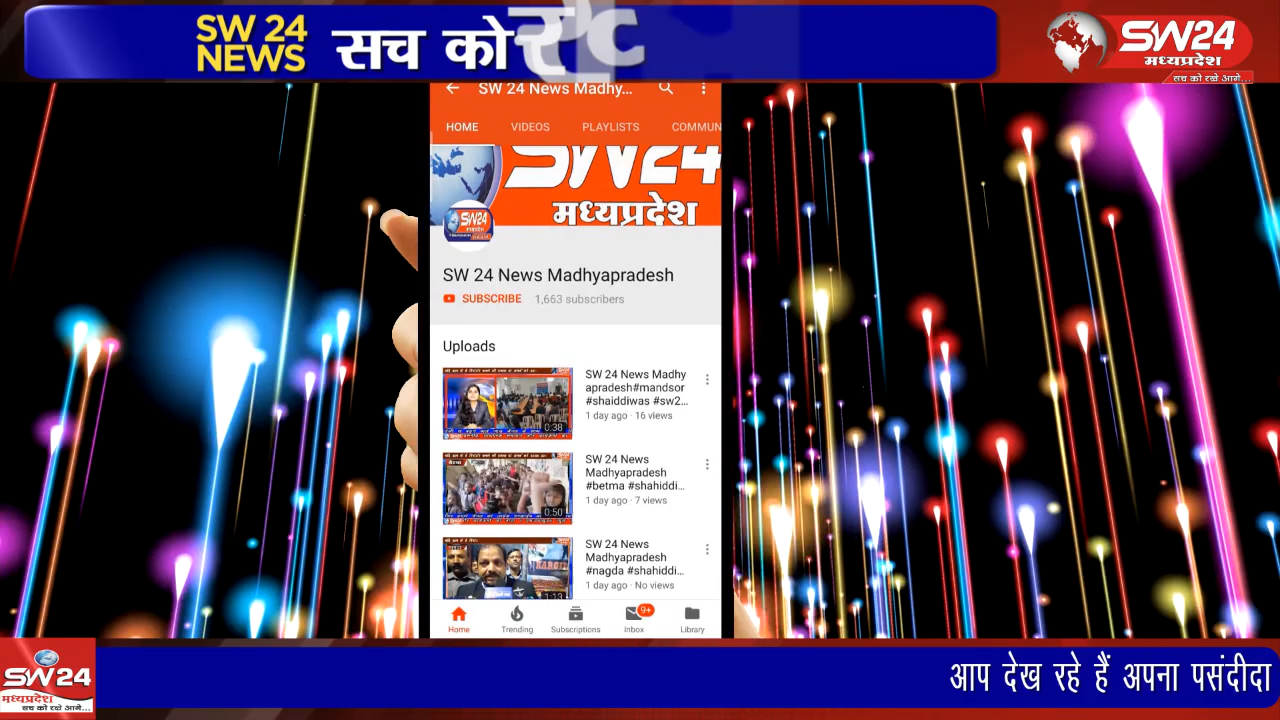 SW 24
NEWS
सच को
SW24
मध्यप्रदेश
सच को रखे आगे...
SW 24 News Madhy...
HOME VIDEOS PLAYLISTS COMMUN
SW24
मध्यप्रदेश
SW24
SW 24 News Madhyapradesh
SUBSCRIBE 1,663 subscribers
Uploads
SW 24 News Madhy
apradesh#mandsor
#shaiddiwas #sw2...
1 day ago · 16 views
0:38
SW 24 News
Madhyapradesh
#betma #shahiddi...
1 day ago · 7 views
0:50
SW 24 News
Madhyapradesh
#nagda #shahiddi...
1 day ago · No views
1:13
9+
Home Trending Subscriptions Inbox Library
SW24
मध्यप्रदेश
सच को रखे आगे...
आप देख रहे हैं अपना पसंदीदा